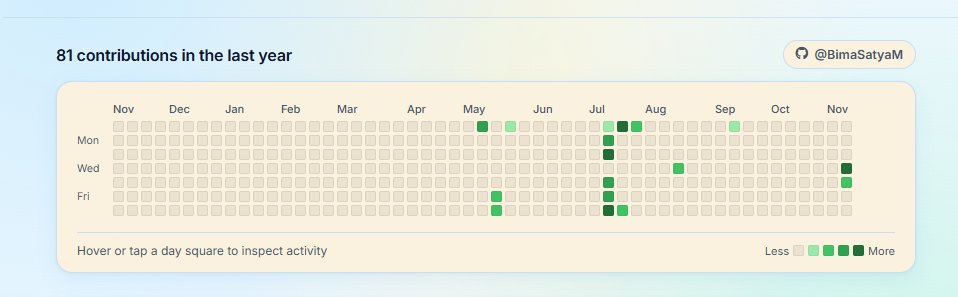 81 contributions in the last year
@BimaSatyaM
Nov Dec Jan Feb Mar Apr May Jun Jul Aug Sep Oct Nov
Mon
Wed
Fri
Hover or tap a day square to inspect activity
Less More